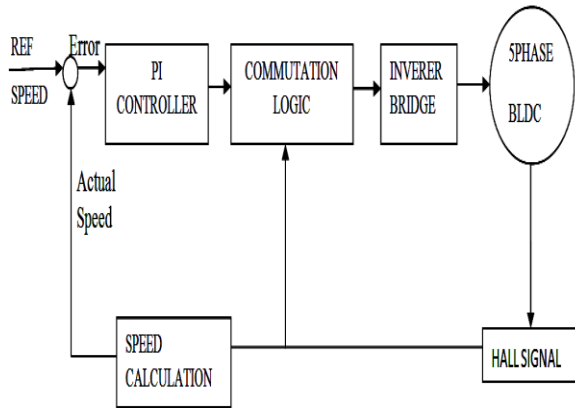 REF
SPEED
Error
PI
CONTROLLER
COMMUTATION
LOGIC
INVERER
BRIDGE
5PHASE
BLDC
Actual
Speed
SPEED
CALCULATION
HALL SIGNAL